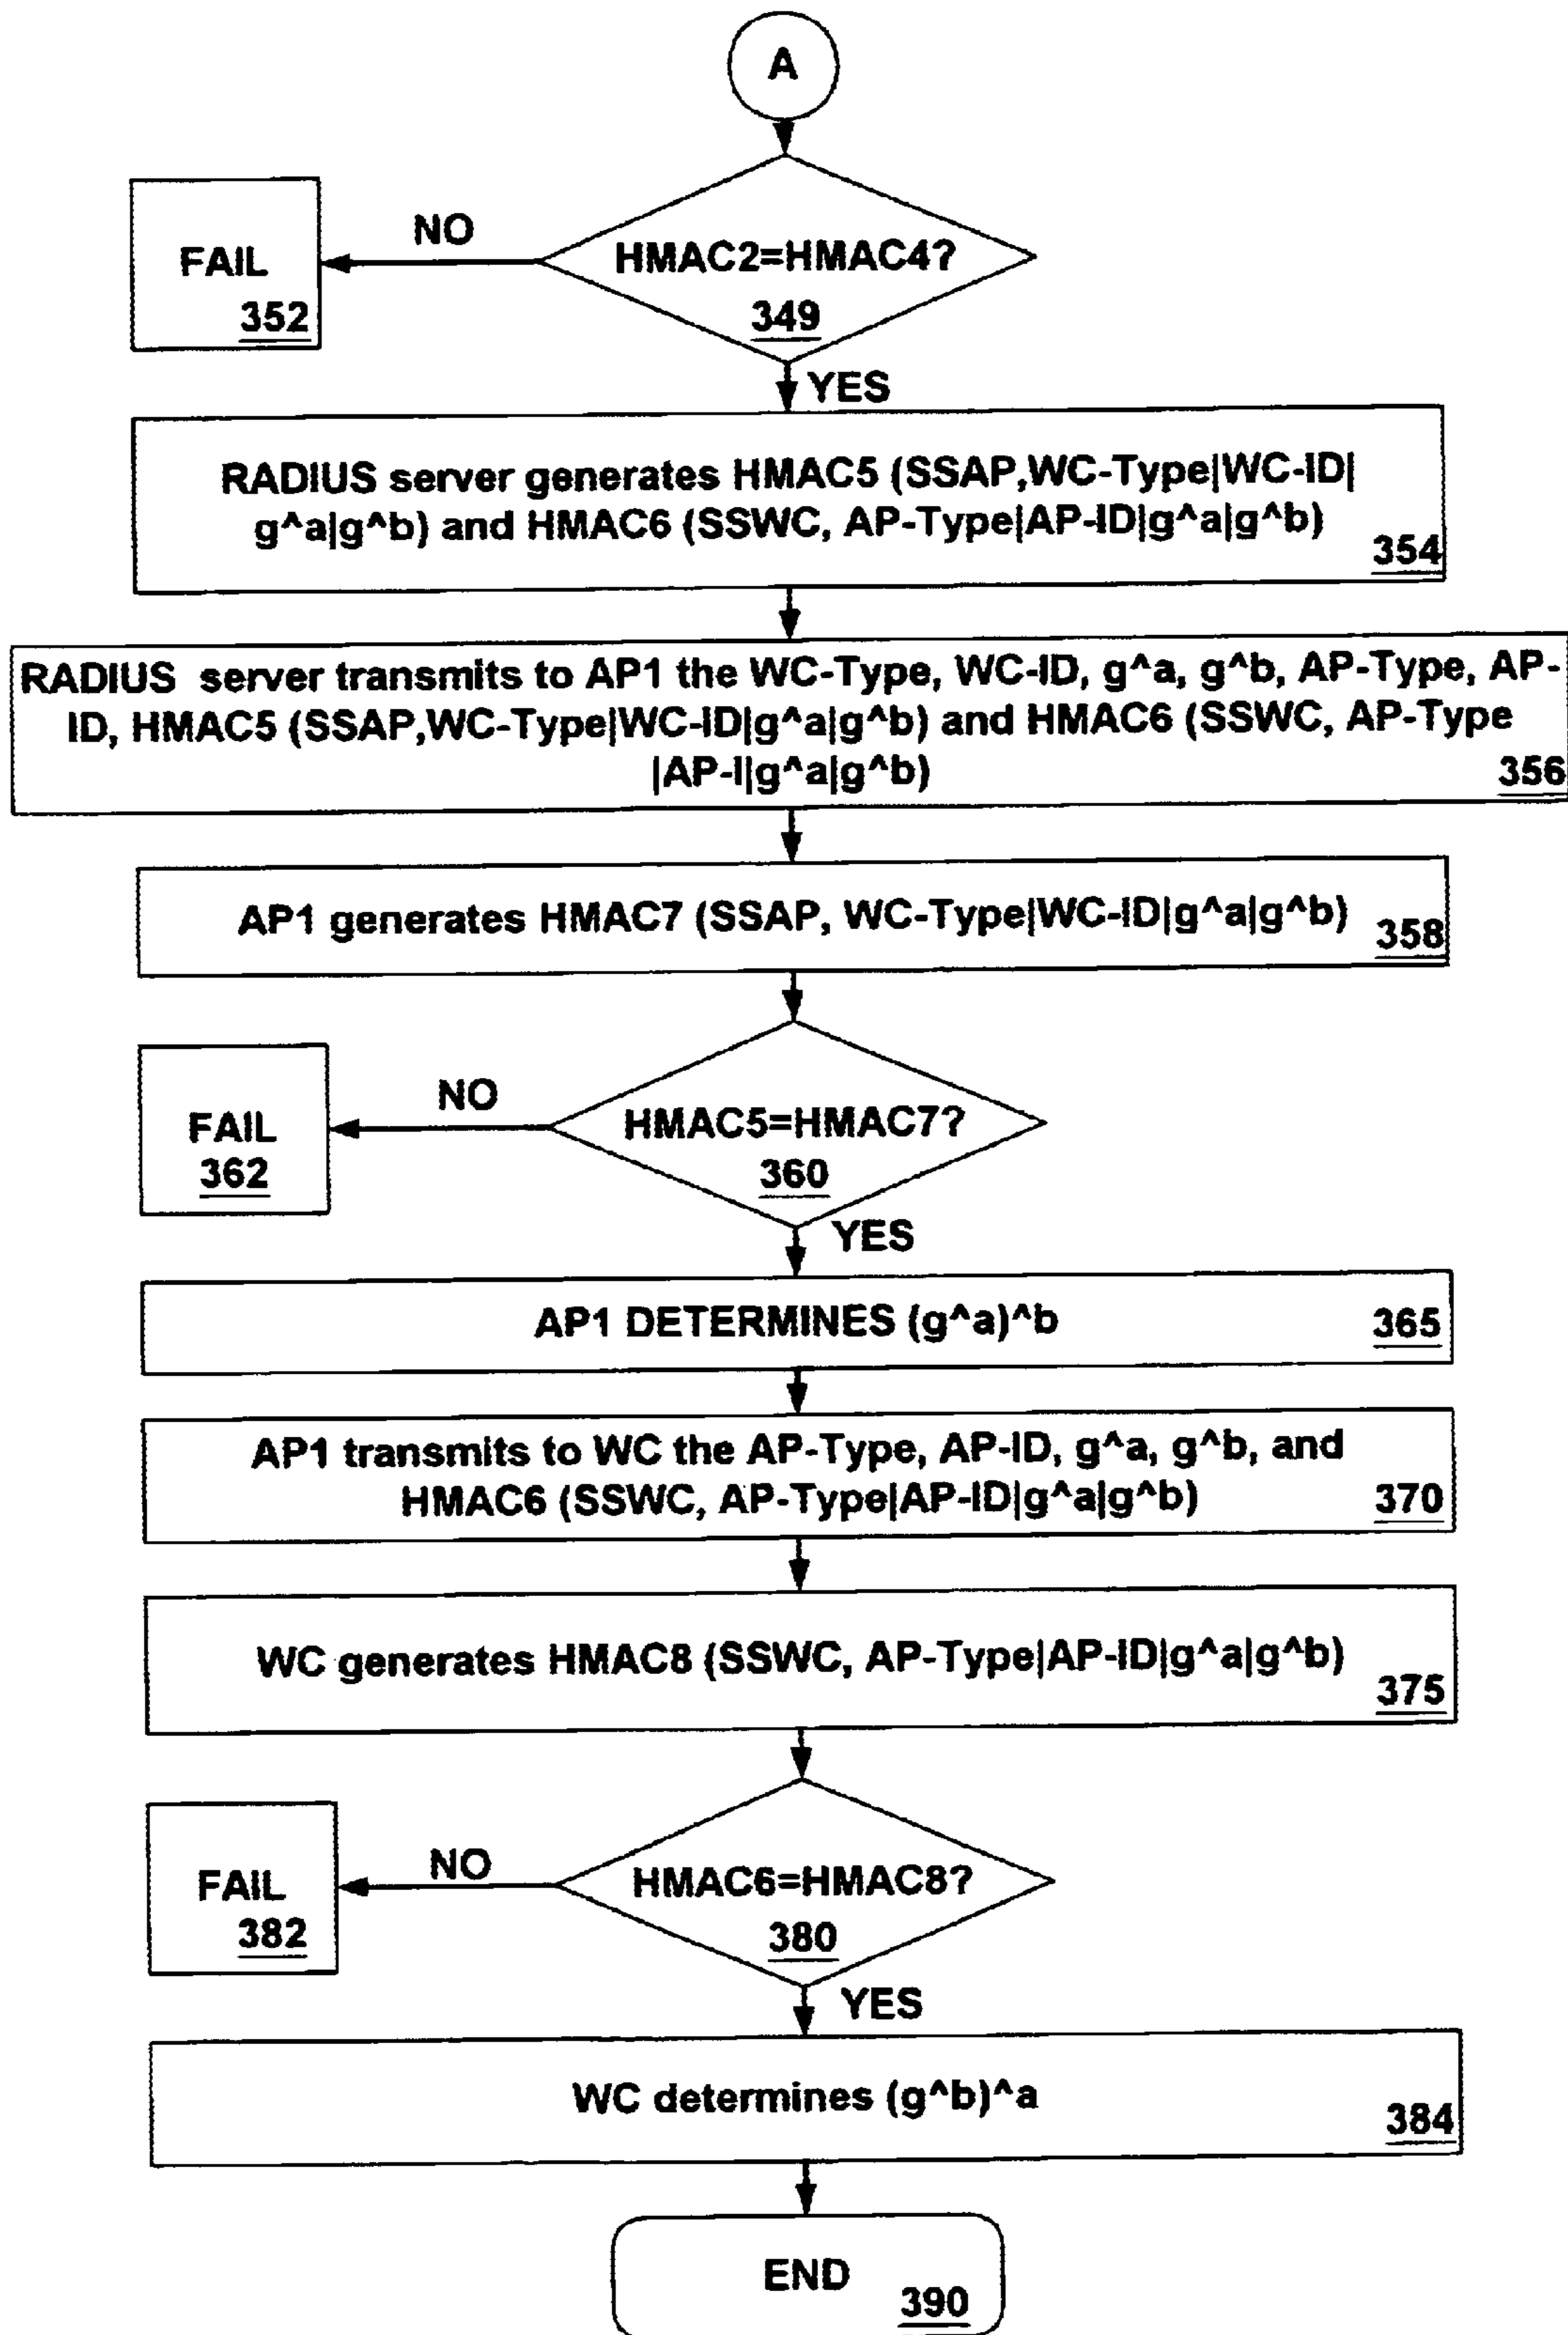 A
HMAC2=HMAC4?
349
NO
FAIL
352
YES
RADIUS server generates HMAC5 (SSAP,WC-Type|WC-ID|
g^a|g^b) and HMAC6 (SSWC, AP-Type|AP-ID|g^a|g^b)
354
RADIUS server transmits to AP1 the WC-Type, WC-ID, g^a, g^b, AP-Type, AP-
ID, HMAC5 (SSAP,WC-Type|WC-ID|g^a|g^b) and HMAC6 (SSWC, AP-Type
|AP-I|g^a|g^b)
356
AP1 generates HMAC7 (SSAP, WC-Type|WC-ID|g^a|g^b)
358
HMAC5=HMAC7?
360
NO
FAIL
362
YES
AP1 DETERMINES (g^a)^b
365
AP1 transmits to WC the AP-Type, AP-ID, g^a, g^b, and
HMAC6 (SSWC, AP-Type|AP-ID|g^a|g^b)
370
WC generates HMAC8 (SSWC, AP-Type|AP-ID|g^a|g^b)
375
HMAC6=HMAC8?
380
NO
FAIL
382
YES
WC determines (g^b)^a
384
END
390